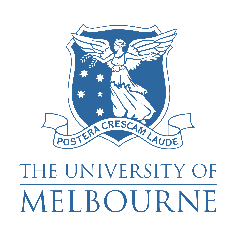 POSTERA CRESCAM LAUDE
THE UNIVERSITY OF
MELBOURNE